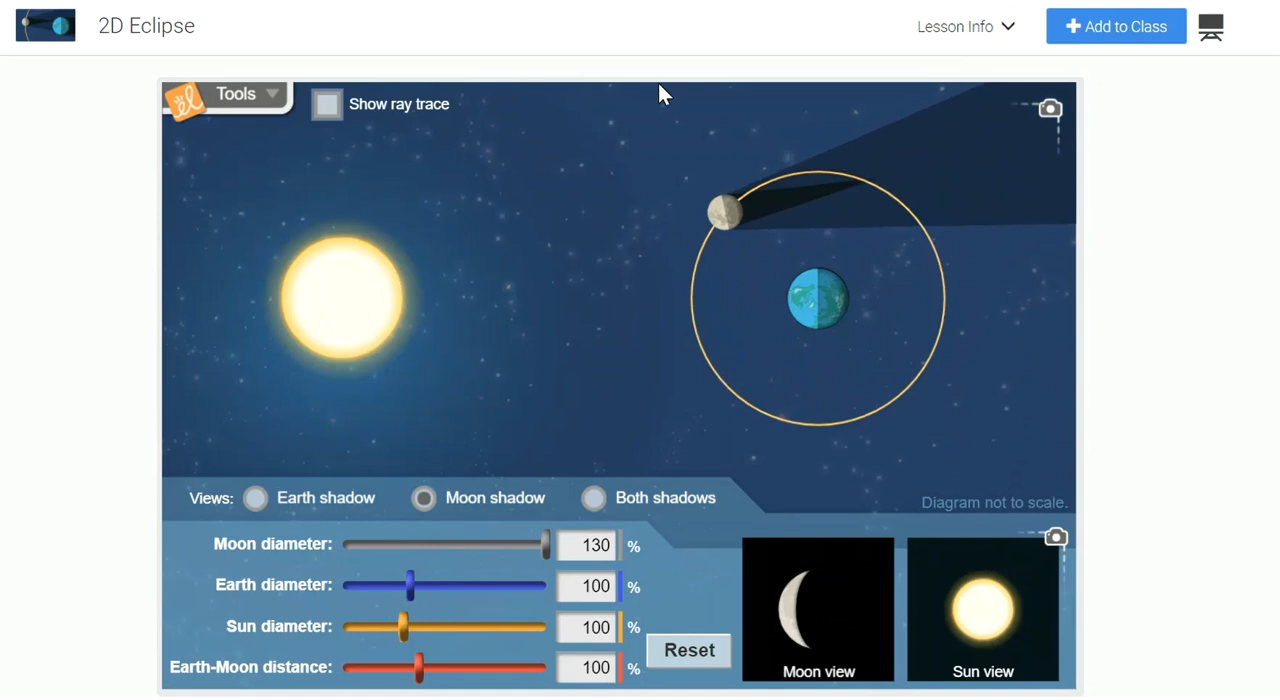 2D Eclipse
Lesson Info
Add to Class
Tools
Show ray trace
Views: Earth shadow Moon shadow Both shadows
Diagram not to scale.
Moon diameter: 130 %
Earth diameter: 100 %
Sun diameter: 100 %
Earth-Moon distance: 100 %
Reset
Moon view
Sun view